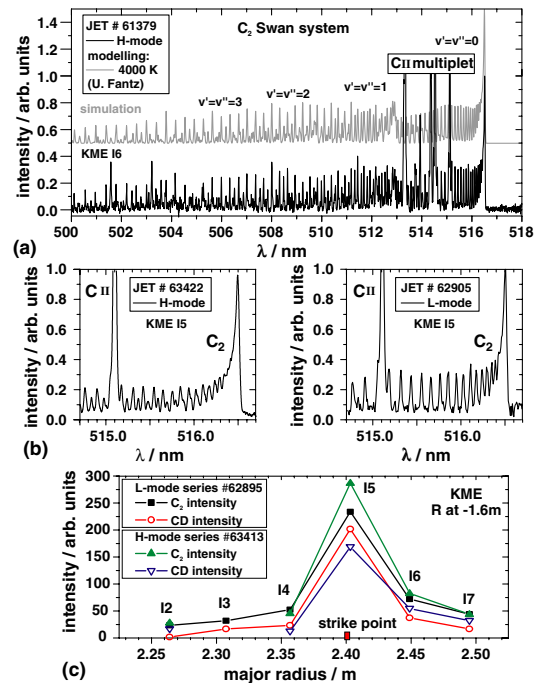 C₂ Swan system
JET # 61379
H-mode
modelling:
4000 K
(U. Fantz)
v'=v''=0
CII multiplet
v'=v''=1
v'=v''=2
v'=v''=3
simulation
KME I6
intensity / arb. units
1.4
1.2
1.0
0.8
0.6
0.4
0.2
0.0
500 502 504 506 508 510 512 514 516 518
λ / nm
(a)
C II
JET # 63422
H-mode
KME I5
C₂
intensity / arb. units
1.0
0.8
0.6
0.4
0.2
0.0
515.0 516.0
λ / nm
C II
JET # 62905
L-mode
KME I5
C₂
intensity / arb. units
1.0
0.8
0.6
0.4
0.2
0.0
515.0 516.0
λ / nm
(b)
L-mode series #62895
C₂ intensity
CD intensity
H-mode series #63413
C₂ intensity
CD intensity
KME
R at -1.6m
I2 I3 I4 I5 I6 I7
strike point
intensity / arb. units
300
250
200
150
100
50
0
2.25 2.30 2.35 2.40 2.45 2.50
major radius / m
(c)